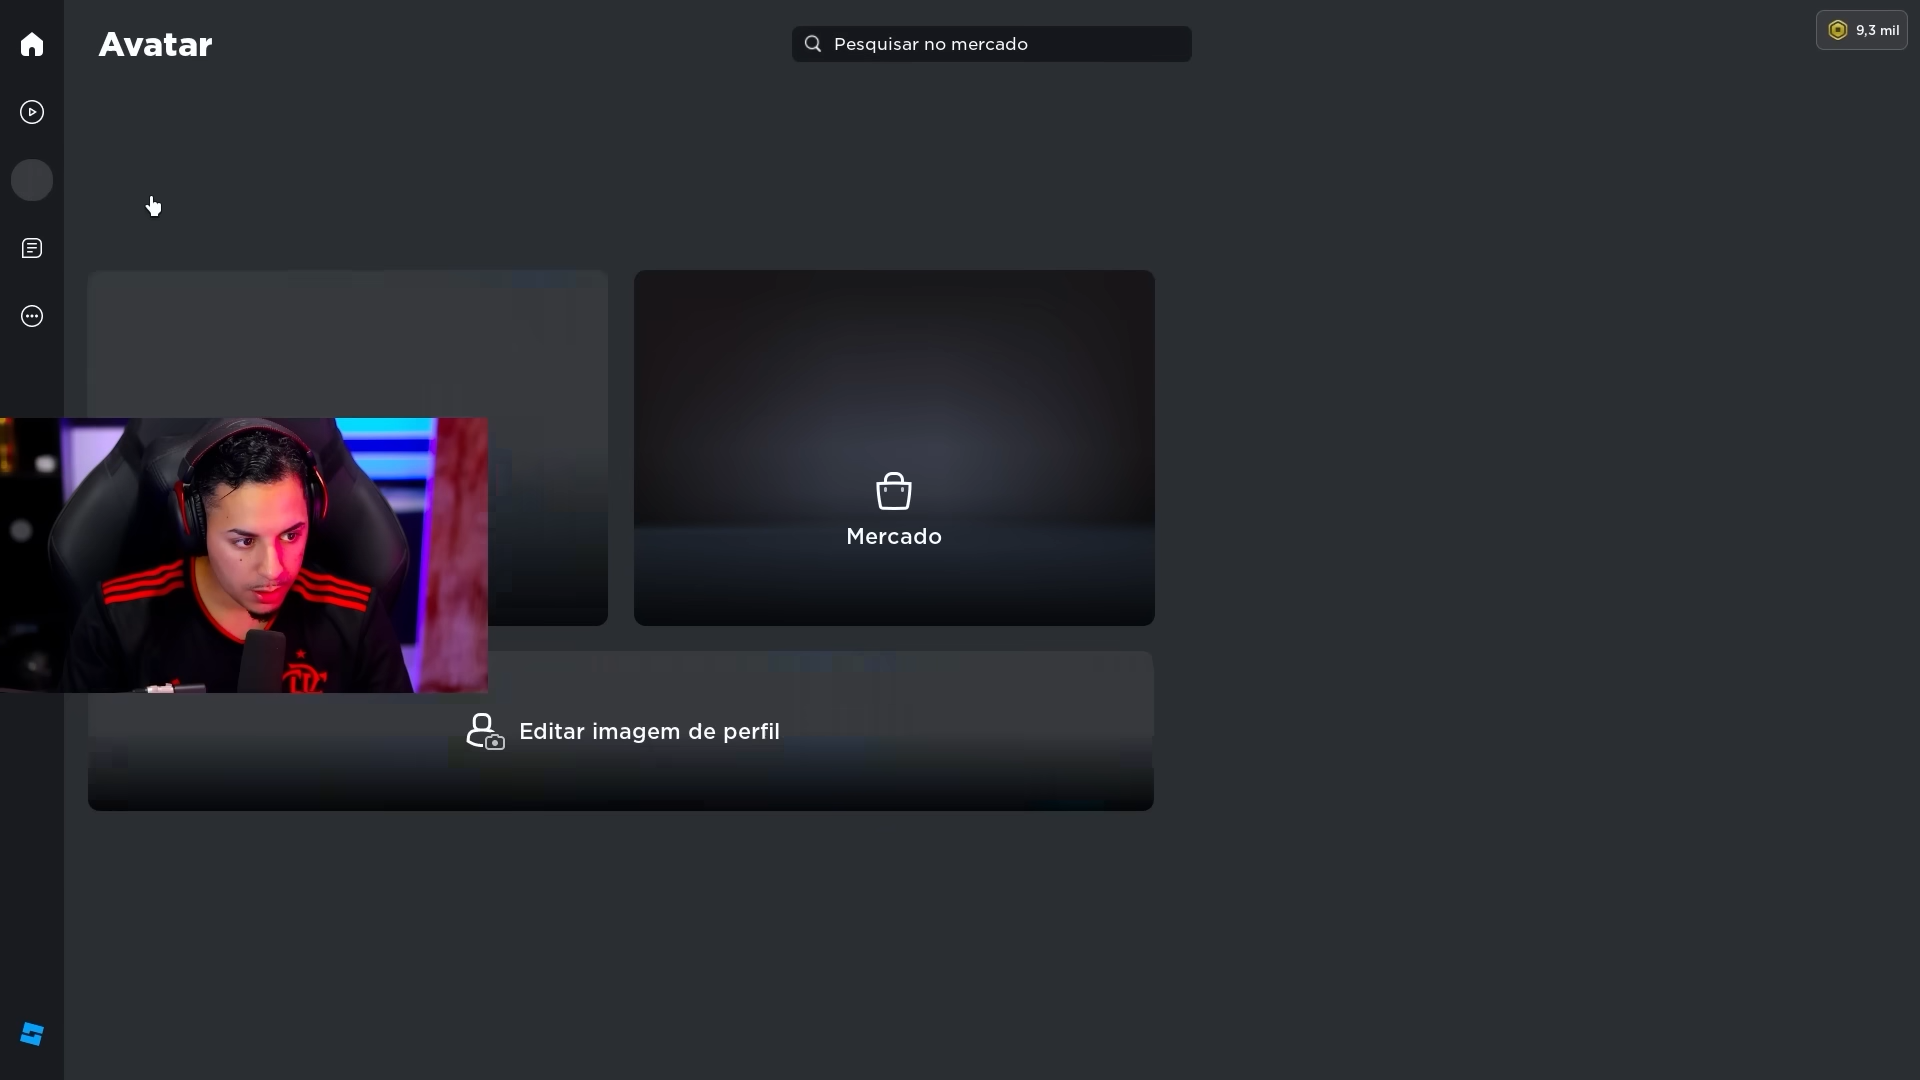 Avatar
Pesquisar no mercado
9,3 mil
Mercado
Editar imagem de perfil